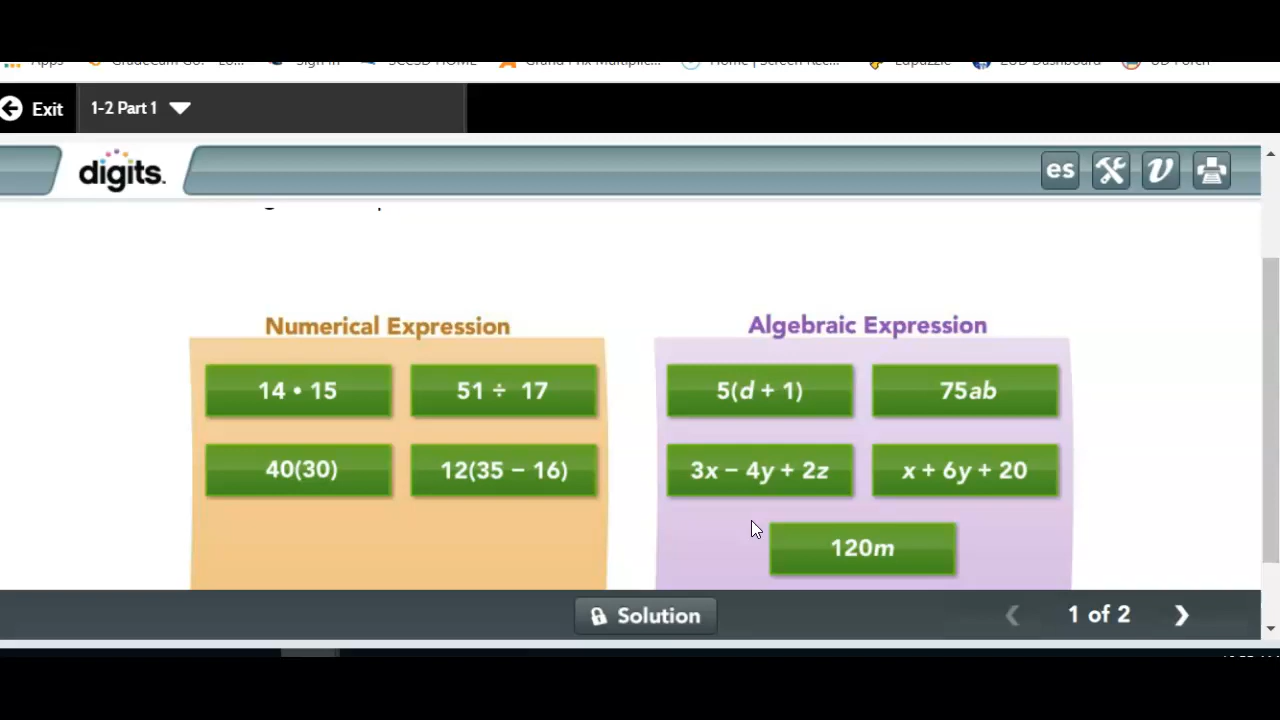 Exit
1-2 Part 1
digits.
es
Numerical Expression
Algebraic Expression
14 • 15
51 ÷ 17
5(d + 1)
75ab
40(30)
12(35 − 16)
3x − 4y + 2z
x + 6y + 20
120m
Solution
1 of 2